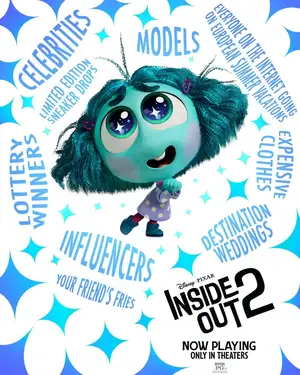 CELEBRITIES
LIMITED EDITION
SNEAKER DROPS
MODELS
EVERYONE ON THE INTERNET GOING
ON EUROPEAN SUMMER VACATIONS
LOTTERY
WINNERS
EXPENSIVE
CLOTHES
INFLUENCERS
YOUR FRIEND'S FRIES
DESTINATION
WEDDINGS
DISNEY PIXAR
INSIDE
OUT 2
NOW PLAYING
ONLY IN THEATERS
PG